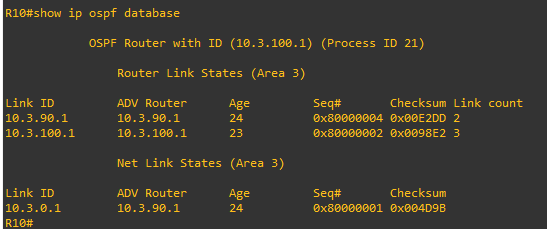 R10#show ip ospf database
OSPF Router with ID (10.3.100.1) (Process ID 21)
Router Link States (Area 3)
Link ID ADV Router Age Seq# Checksum Link count
10.3.90.1 10.3.90.1 24 0x80000004 0x00E2DD 2
10.3.100.1 10.3.100.1 23 0x80000002 0x0098E2 3
Net Link States (Area 3)
Link ID ADV Router Age Seq# Checksum
10.3.0.1 10.3.90.1 24 0x80000001 0x004D9B
R10#